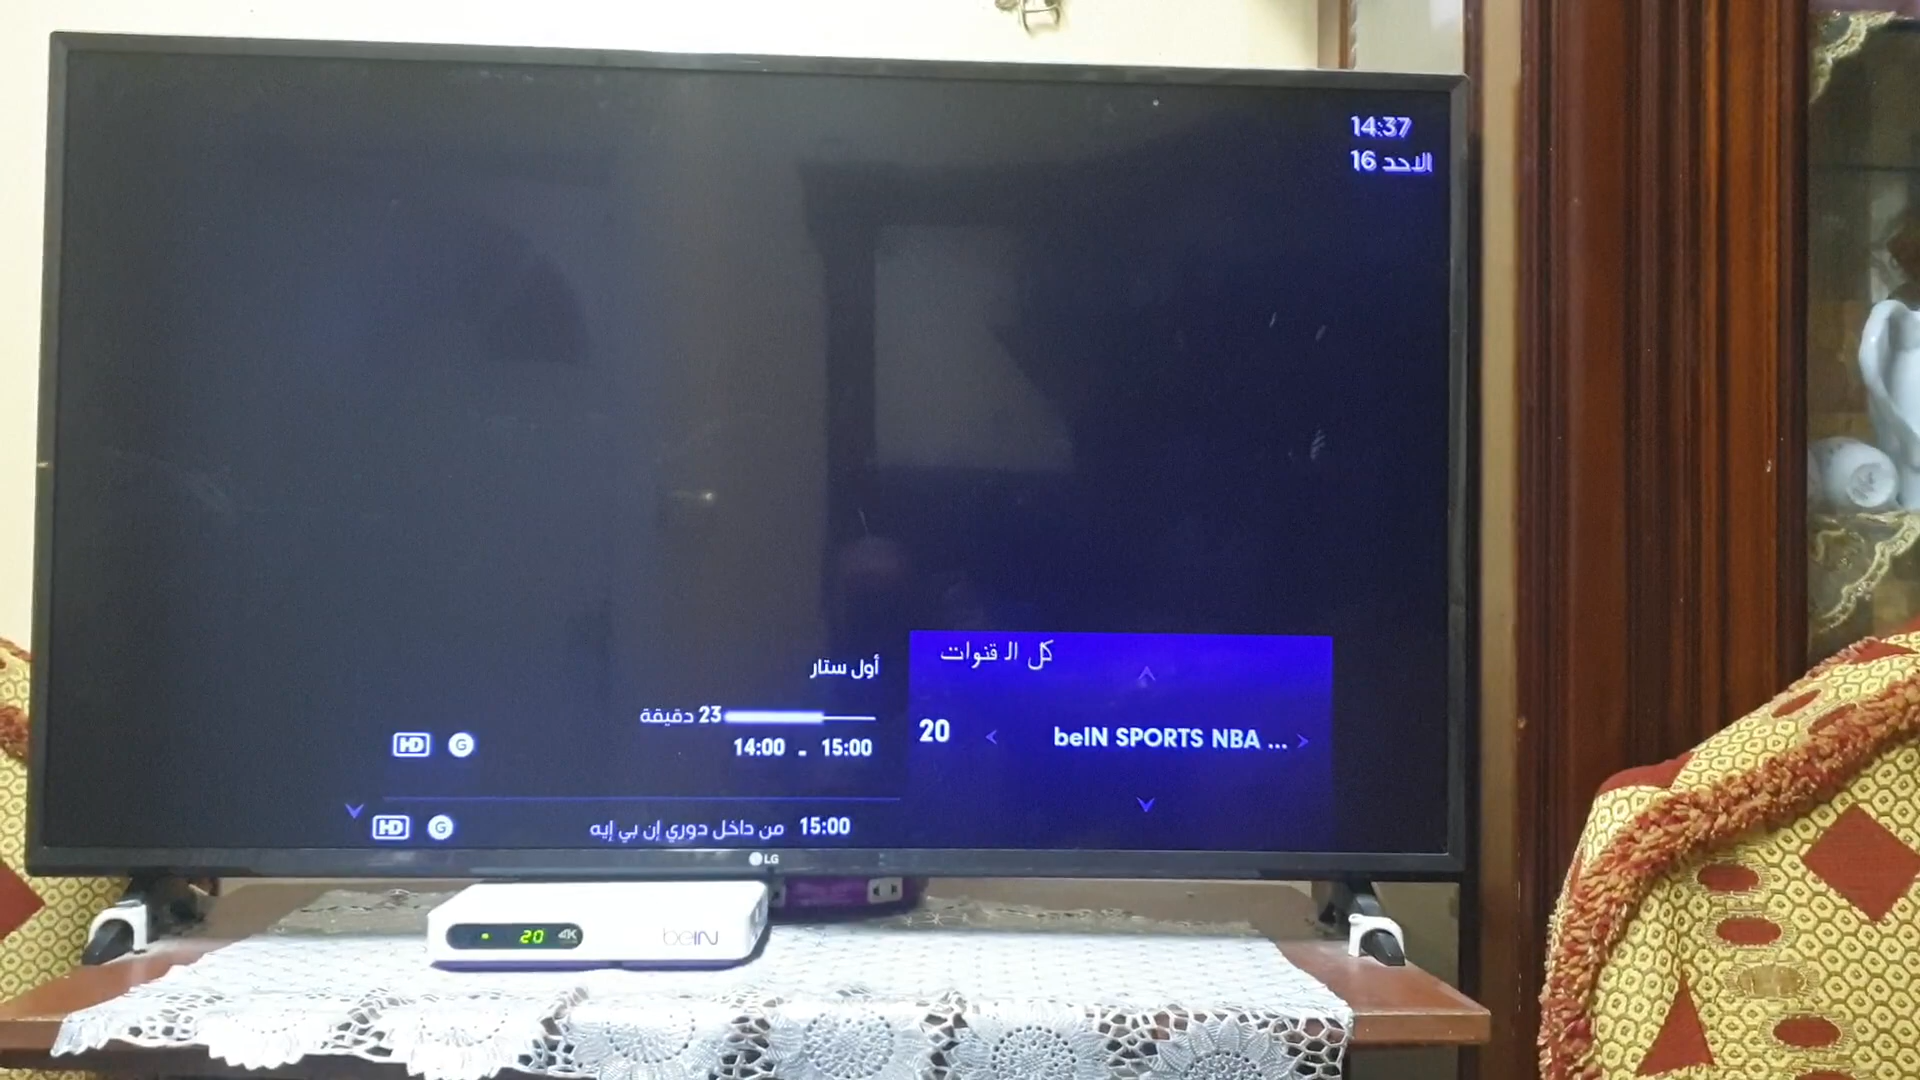 14:37
الاحد 16
كل ال قنوات
20
beIN SPORTS NBA ...
أول ستار
23 دقيقة
14:00 - 15:00
HD G
15:00 من داخل دوري إن بي إيه
HD G
LG
20 4K
beIN